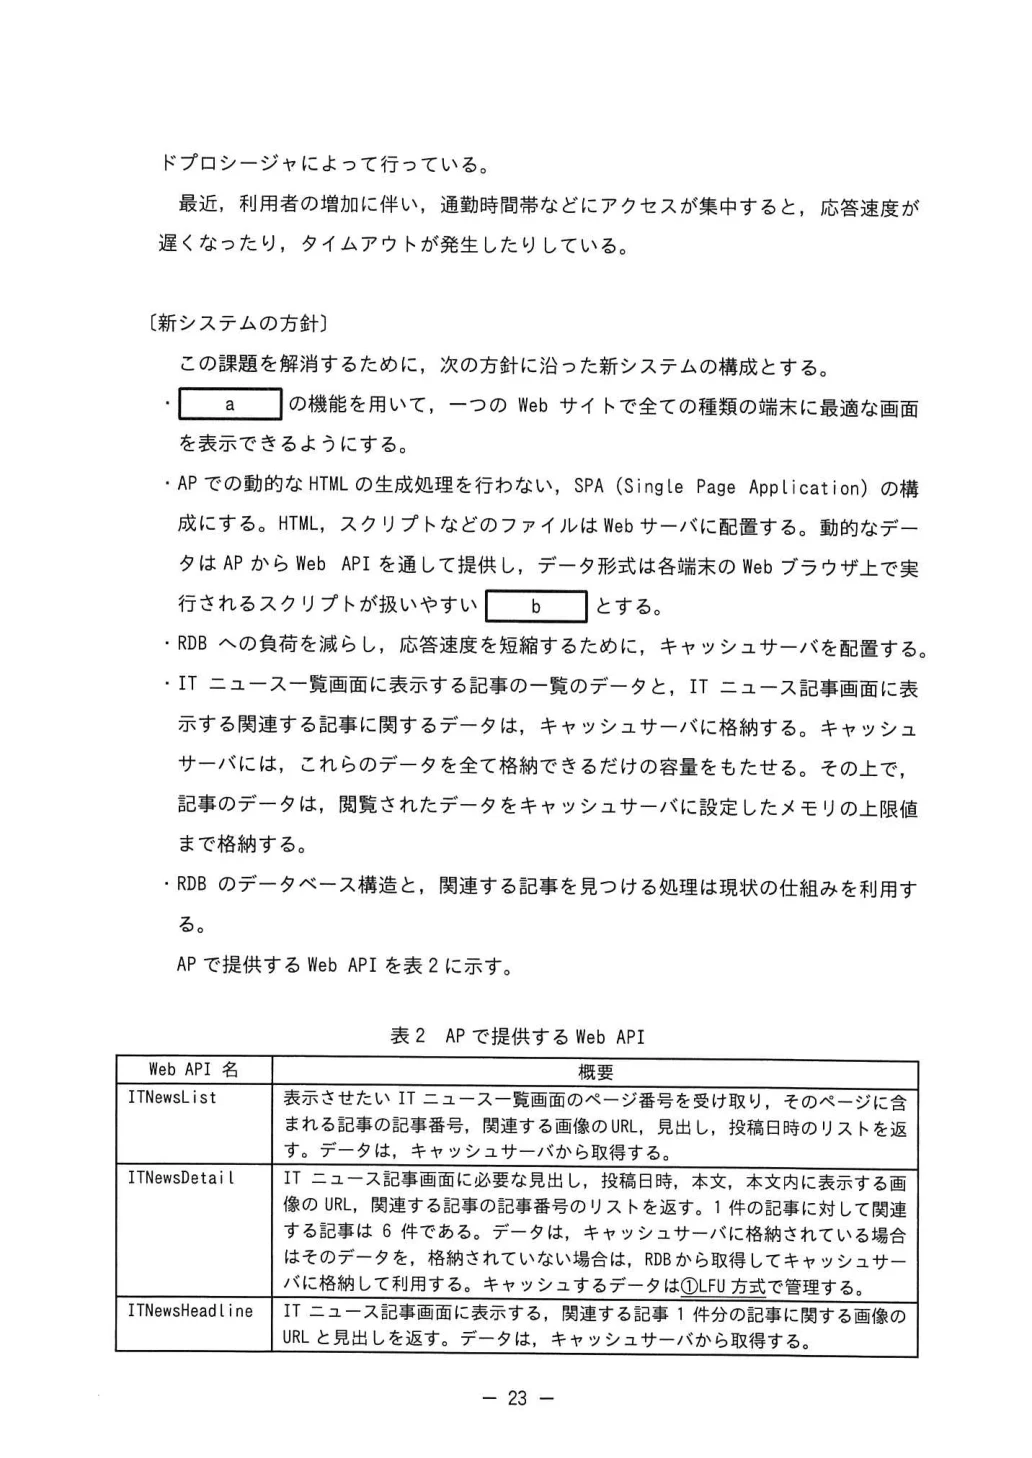 ドプロシージャによって行っている。
最近，利用者の増加に伴い，通勤時間帯などにアクセスが集中すると，応答速度が
遅くなったり，タイムアウトが発生したりしている。
〔新システムの方針〕
この課題を解消するために，次の方針に沿った新システムの構成とする。
・ a の機能を用いて，一つの Web サイトで全ての種類の端末に最適な画面
を表示できるようにする。
・AP での動的な HTML の生成処理を行わない，SPA（Single Page Application）の構
成にする。HTML，スクリプトなどのファイルは Web サーバに配置する。動的なデー
タは AP から Web API を通して提供し，データ形式は各端末の Web ブラウザ上で実
行されるスクリプトが扱いやすい b とする。
・RDB への負荷を減らし，応答速度を短縮するために，キャッシュサーバを配置する。
・IT ニュース一覧画面に表示する記事の一覧のデータと，IT ニュース記事画面に表
示する関連する記事に関するデータは，キャッシュサーバに格納する。キャッシュ
サーバには，これらのデータを全て格納できるだけの容量をもたせる。その上で，
記事のデータは，閲覧されたデータをキャッシュサーバに設定したメモリの上限値
まで格納する。
・RDB のデータベース構造と，関連する記事を見つける処理は現状の仕組みを利用す
る。
AP で提供する Web API を表 2 に示す。
表 2 AP で提供する Web API
Web API 名 概要
ITNewsList 表示させたい IT ニュース一覧画面のページ番号を受け取り，そのページに含
まれる記事の記事番号，関連する画像の URL，見出し，投稿日時のリストを返
す。データは，キャッシュサーバから取得する。
ITNewsDetail IT ニュース記事画面に必要な見出し，投稿日時，本文，本文内に表示する画
像の URL，関連する記事の記事番号のリストを返す。1 件の記事に対して関連
する記事は 6 件である。データは，キャッシュサーバに格納されている場合
はそのデータを，格納されていない場合は，RDB から取得してキャッシュサー
バに格納して利用する。キャッシュするデータは①LFU 方式で管理する。
ITNewsHeadline IT ニュース記事画面に表示する，関連する記事 1 件分の記事に関する画像の
URL と見出しを返す。データは，キャッシュサーバから取得する。
－ 23 －